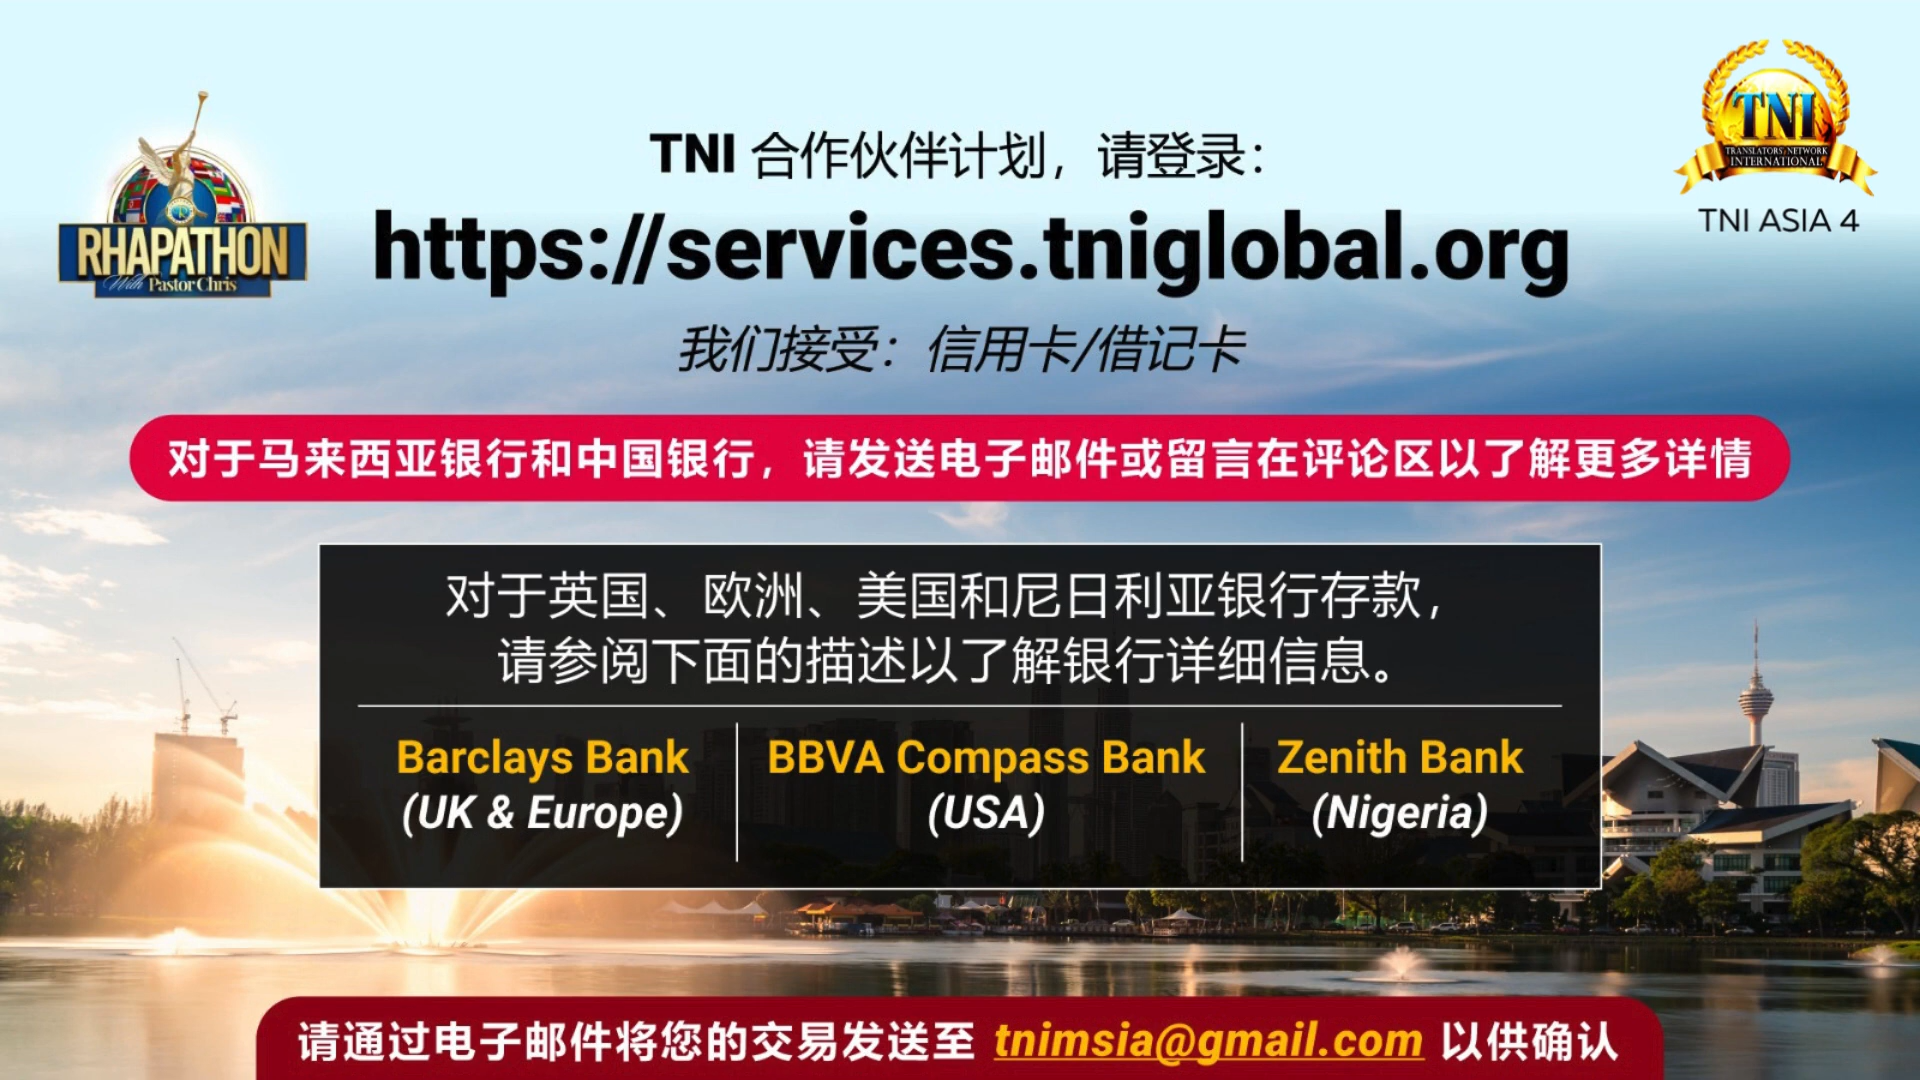 RHAPATHON
With Pastor Chris
TNI
TRANSLATORS' NETWORK
INTERNATIONAL
TNI ASIA 4
TNI 合作伙伴计划，请登录：
https://services.tniglobal.org
我们接受：信用卡/借记卡
对于马来西亚银行和中国银行，请发送电子邮件或留言在评论区以了解更多详情
对于英国、欧洲、美国和尼日利亚银行存款，
请参阅下面的描述以了解银行详细信息。
Barclays Bank
(UK & Europe)
BBVA Compass Bank
(USA)
Zenith Bank
(Nigeria)
请通过电子邮件将您的交易发送至 tnimsia@gmail.com 以供确认